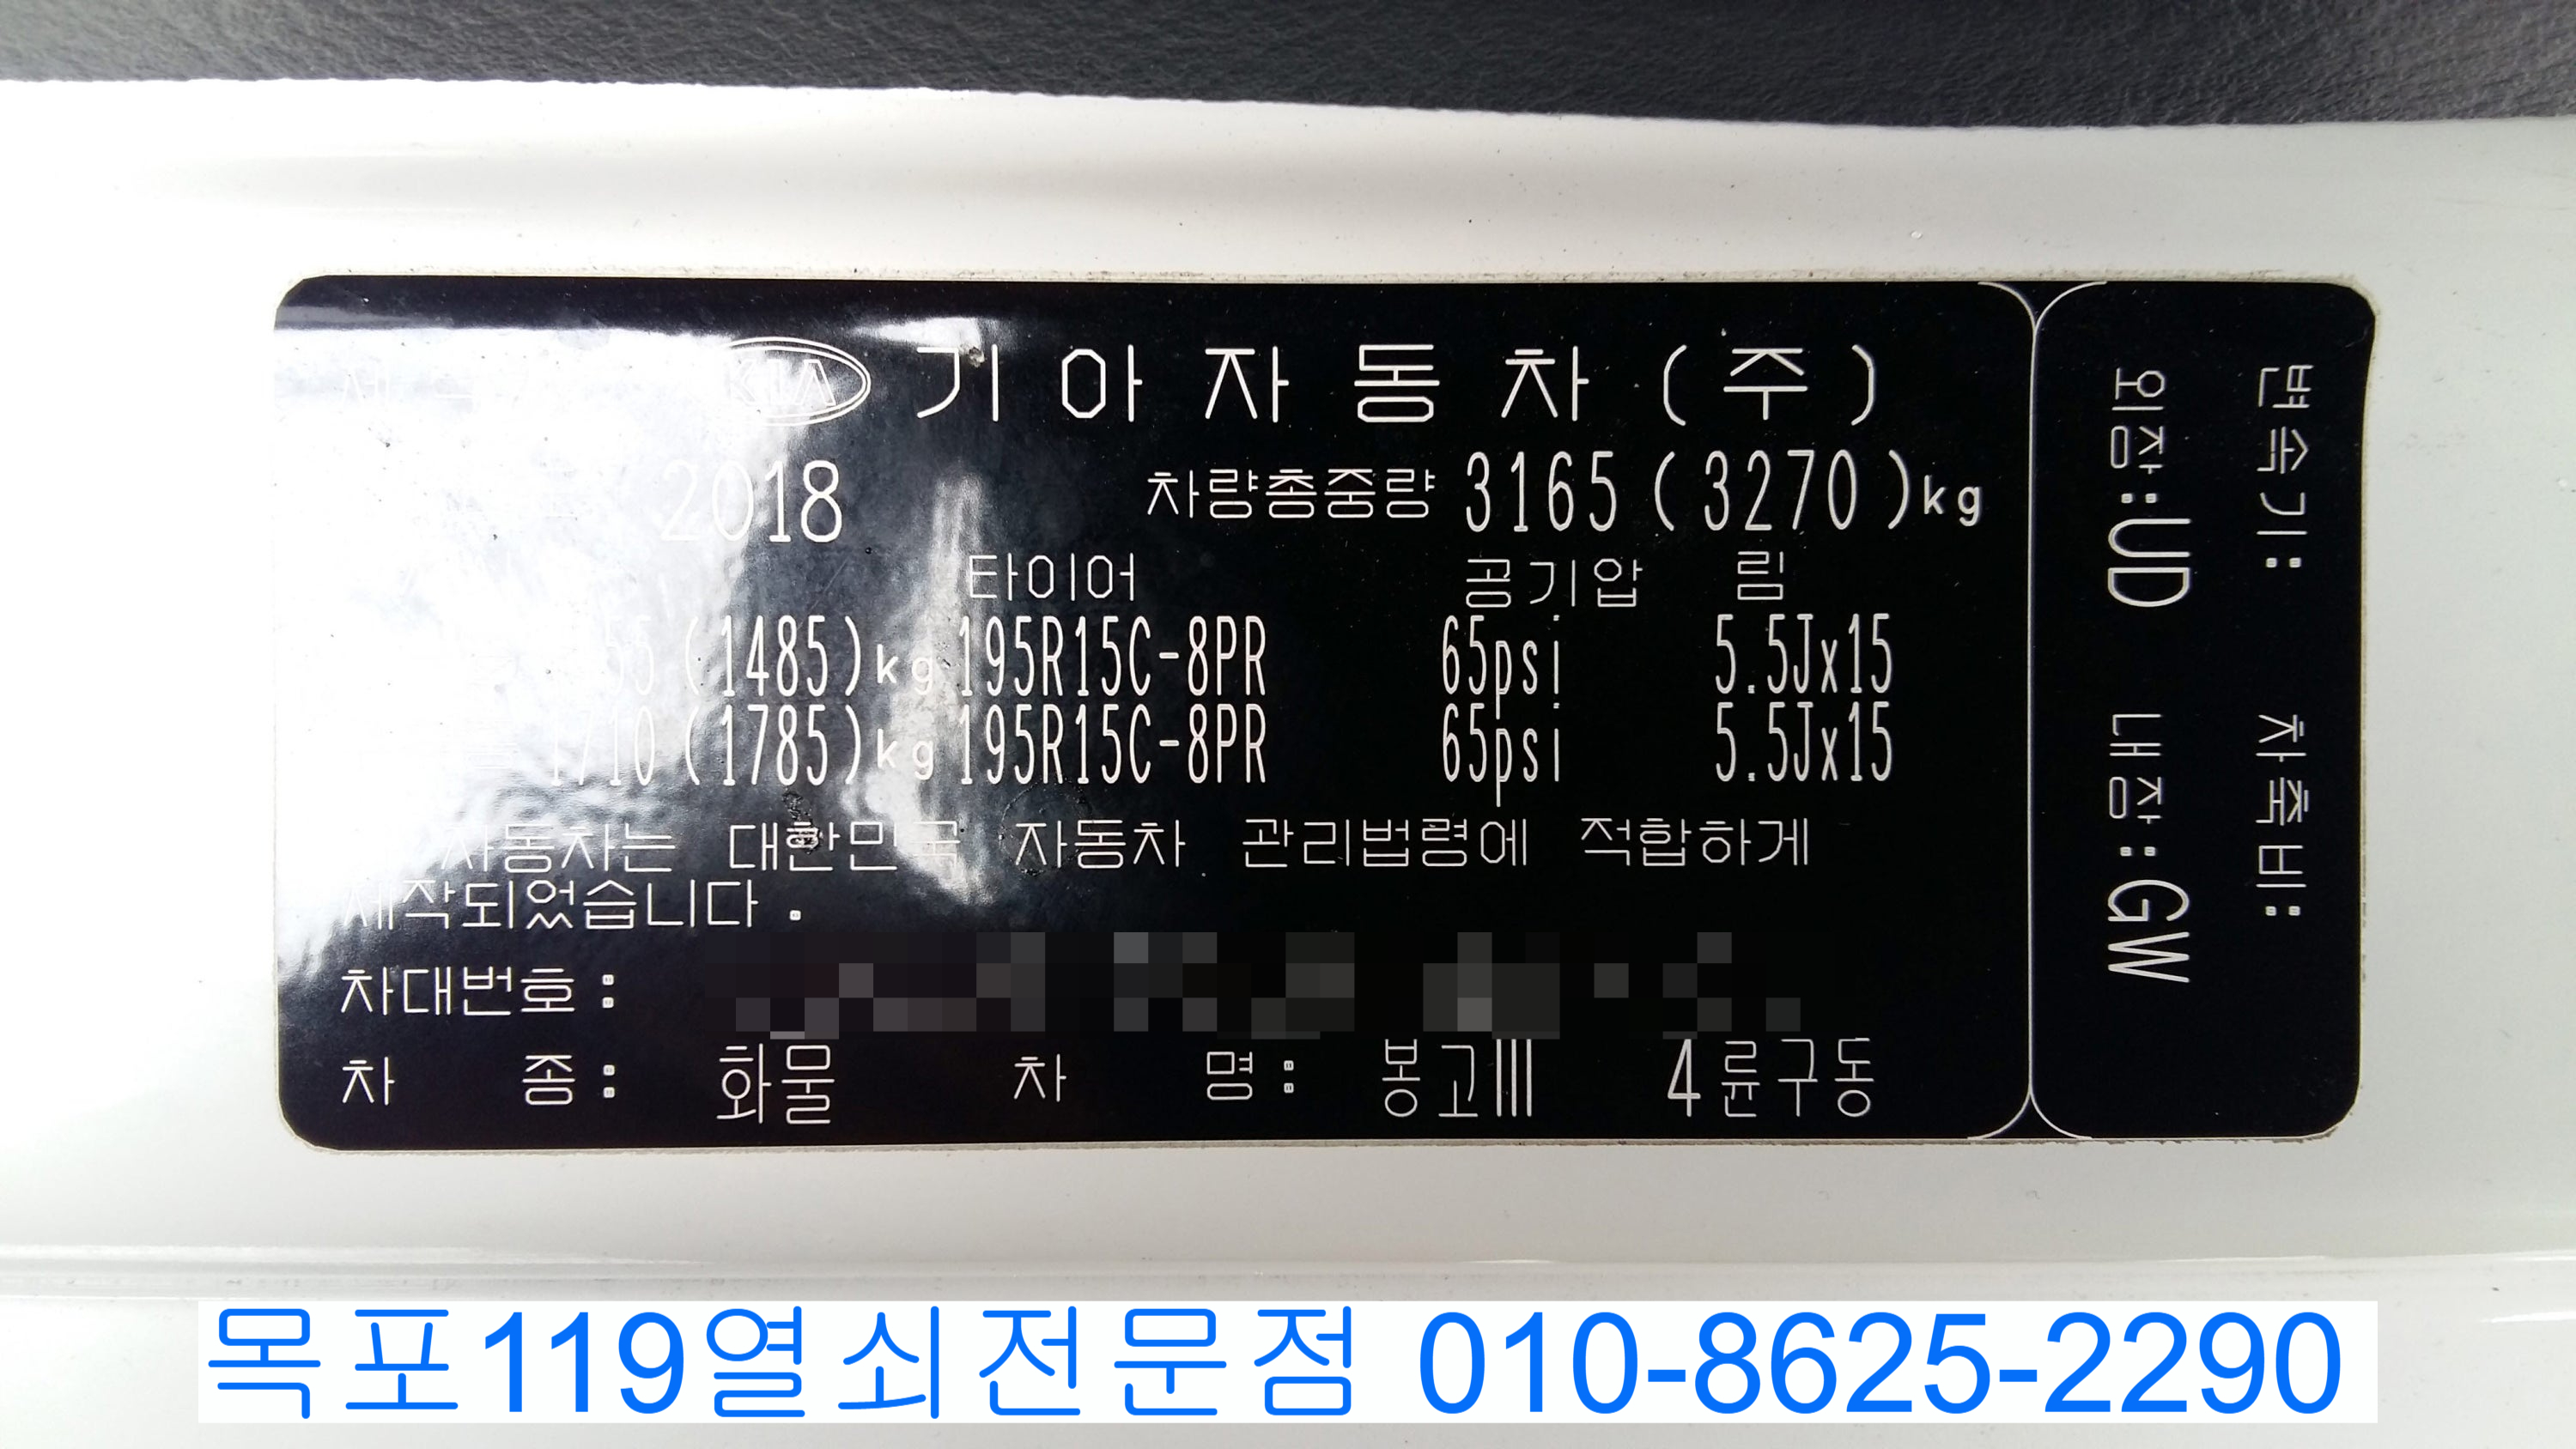 KIA 기아자동차(주)
2018 차량총중량 3165(3270)kg
타이어 공기압 림
(1485)kg 195R15C-8PR 65psi 5.5Jx15
1710(1785)kg 195R15C-8PR 65psi 5.5Jx15
자동차는 대한민국 자동차 관리법령에 적합하게
제작되었습니다.
차대번호:
차 종: 화물 차 명: 봉고III 4륜구동
변속기: 차축비:
외장:UD 내장:GW
목포119열쇠전문점 010-8625-2290